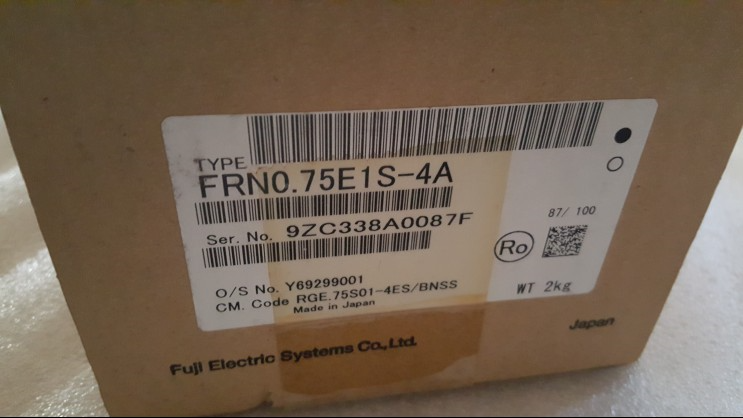 TYPE
FRN0.75E1S-4A
Ser. No. 9ZC338A0087F
87/ 100
Ro
O/S No. Y69299001
CM. Code RGE.75S01-4ES/BNSS
WT 2kg
Made in Japan
Fuji Electric Systems Co., Ltd.
Japan